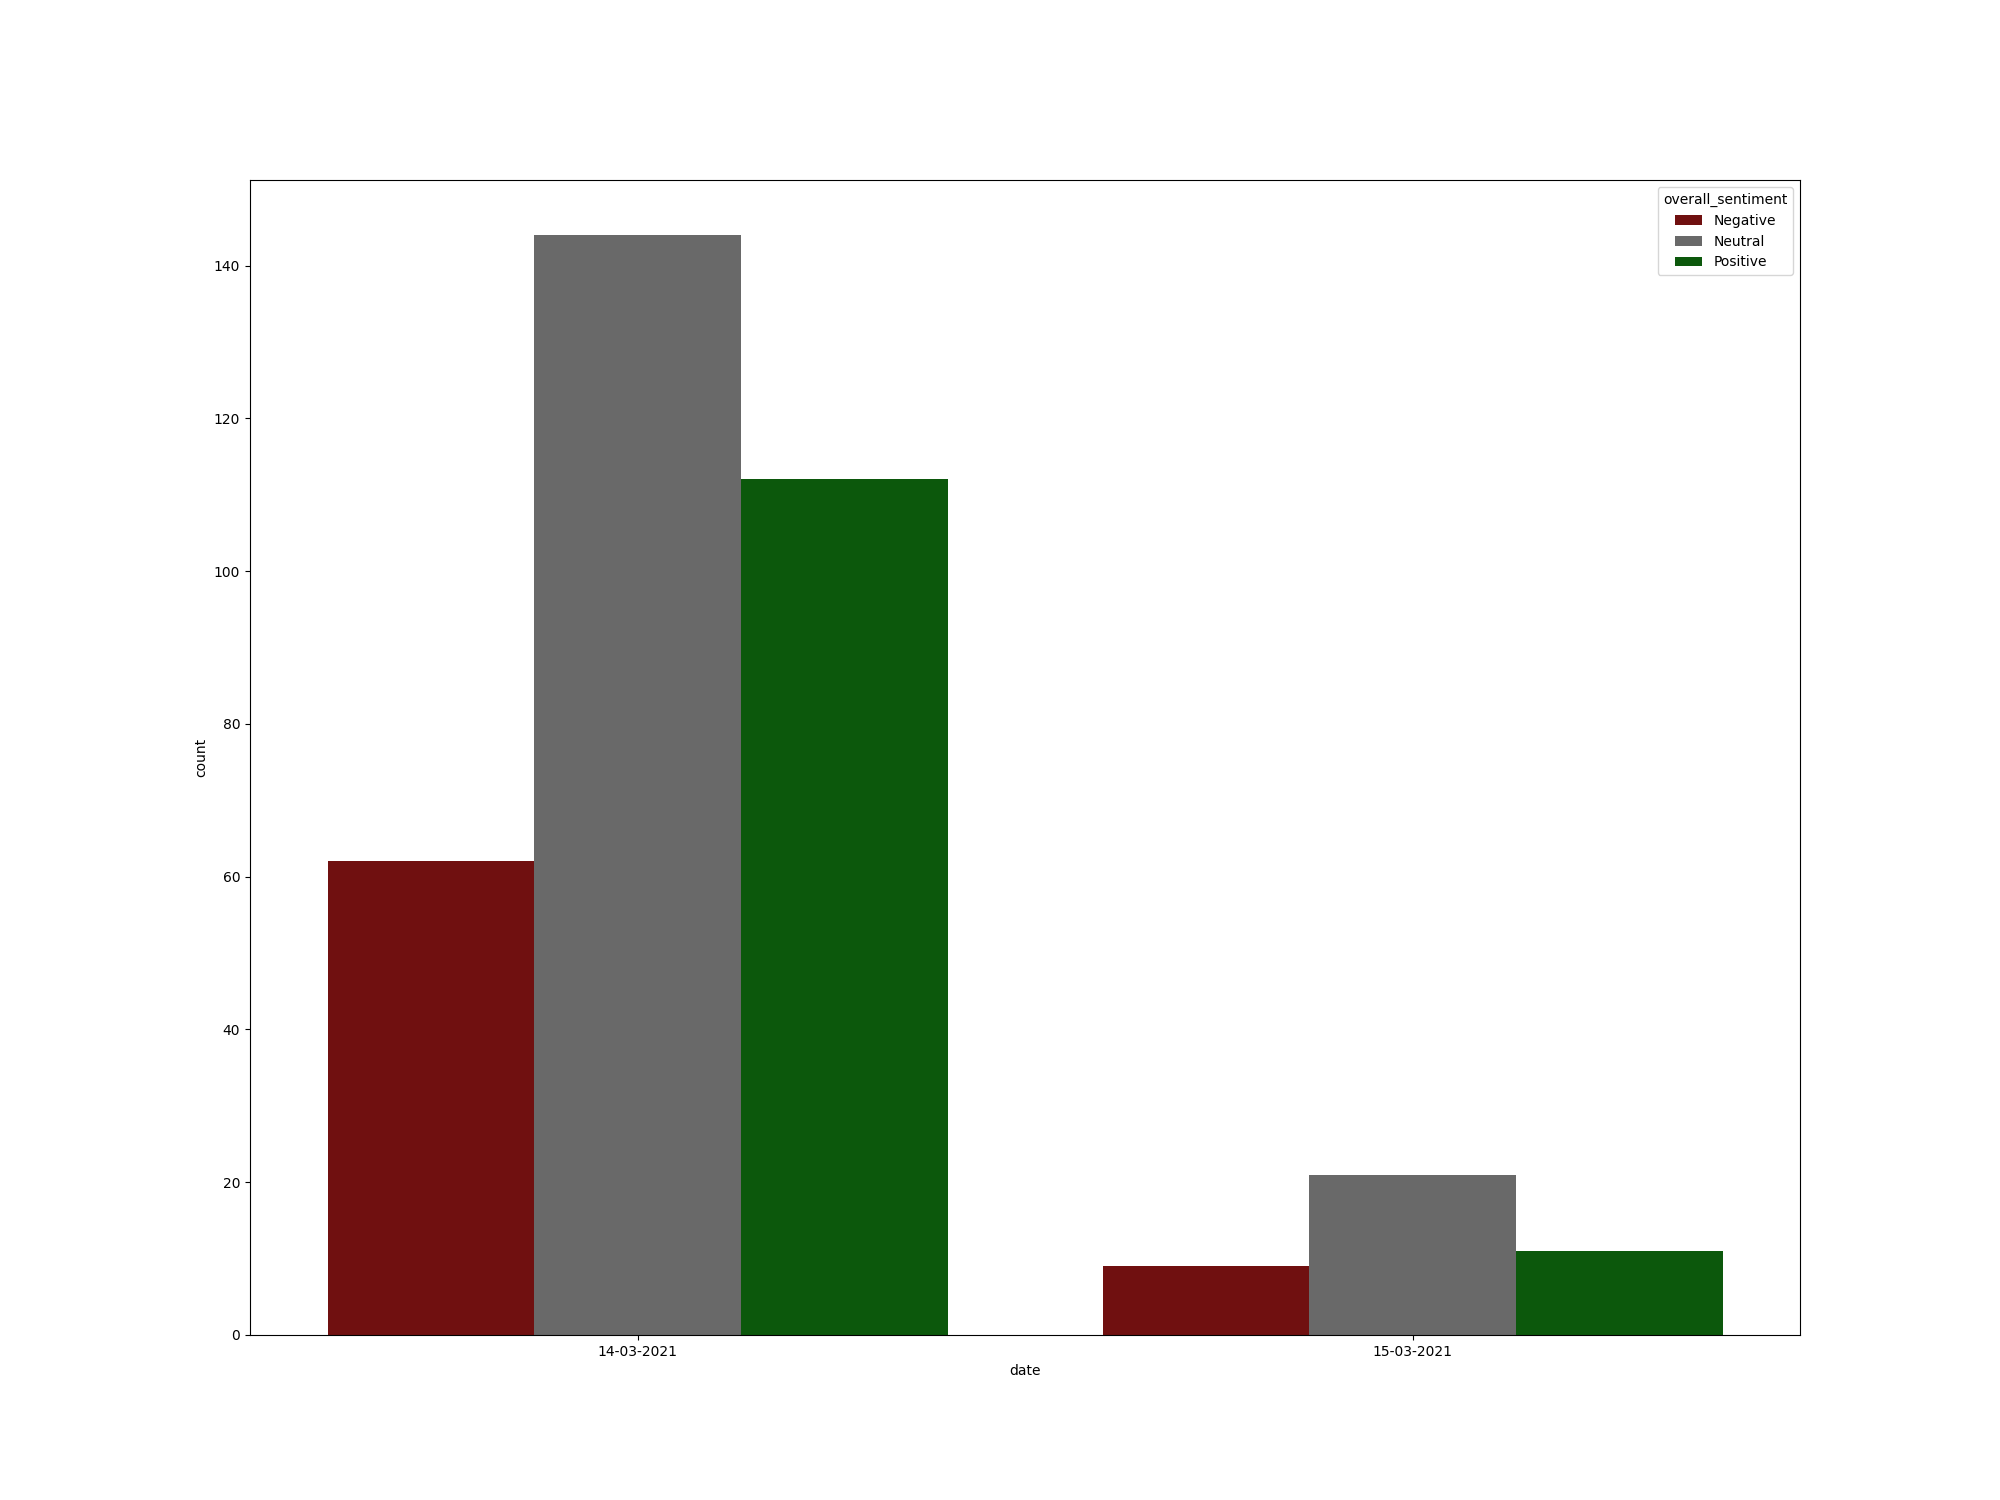 overall_sentiment
Negative
Neutral
Positive
140
120
100
80
60
40
20
0
count
14-03-2021
15-03-2021
date